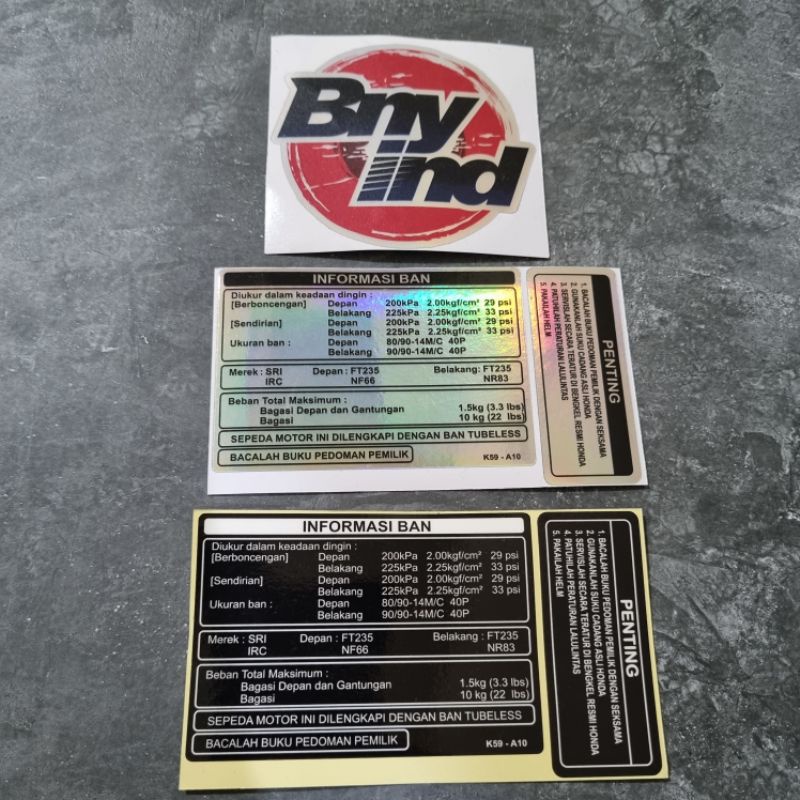 Bny
ind
INFORMASI BAN
Diukur dalam keadaan dingin :
[Berboncengan] Depan 200kPa 2.00kgf/cm² 29 psi
Belakang 225kPa 2.25kgf/cm² 33 psi
[Sendirian] Depan 200kPa 2.00kgf/cm² 29 psi
Belakang 225kPa 2.25kgf/cm² 33 psi
Ukuran ban : Depan 80/90-14M/C 40P
Belakang 90/90-14M/C 40P
Merek : SRI Depan : FT235 Belakang : FT235
IRC NF66 NR83
Beban Total Maksimum :
Bagasi Depan dan Gantungan 1.5kg (3.3 lbs)
Bagasi 10 kg (22 lbs)
SEPEDA MOTOR INI DILENGKAPI DENGAN BAN TUBELESS
BACALAH BUKU PEDOMAN PEMILIK K59 - A10
PENTING
1. BACALAH BUKU PEDOMAN PEMILIK DENGAN SEKSAMA
2. GUNAKANLAH SUKU CADANG ASLI HONDA
3. SERVISLAH SECARA TERATUR DI BENGKEL RESMI HONDA
4. PATUHILAH PERATURAN LALULINTAS
5. PAKAILAH HELM
INFORMASI BAN
Diukur dalam keadaan dingin :
[Berboncengan] Depan 200kPa 2.00kgf/cm² 29 psi
Belakang 225kPa 2.25kgf/cm² 33 psi
[Sendirian] Depan 200kPa 2.00kgf/cm² 29 psi
Belakang 225kPa 2.25kgf/cm² 33 psi
Ukuran ban : Depan 80/90-14M/C 40P
Belakang 90/90-14M/C 40P
Merek : SRI Depan : FT235 Belakang : FT235
IRC NF66 NR83
Beban Total Maksimum :
Bagasi Depan dan Gantungan 1.5kg (3.3 lbs)
Bagasi 10 kg (22 lbs)
SEPEDA MOTOR INI DILENGKAPI DENGAN BAN TUBELESS
BACALAH BUKU PEDOMAN PEMILIK K59 - A10
PENTING
1. BACALAH BUKU PEDOMAN PEMILIK DENGAN SEKSAMA
2. GUNAKANLAH SUKU CADANG ASLI HONDA
3. SERVISLAH SECARA TERATUR DI BENGKEL RESMI HONDA
4. PATUHILAH PERATURAN LALULINTAS
5. PAKAILAH HELM